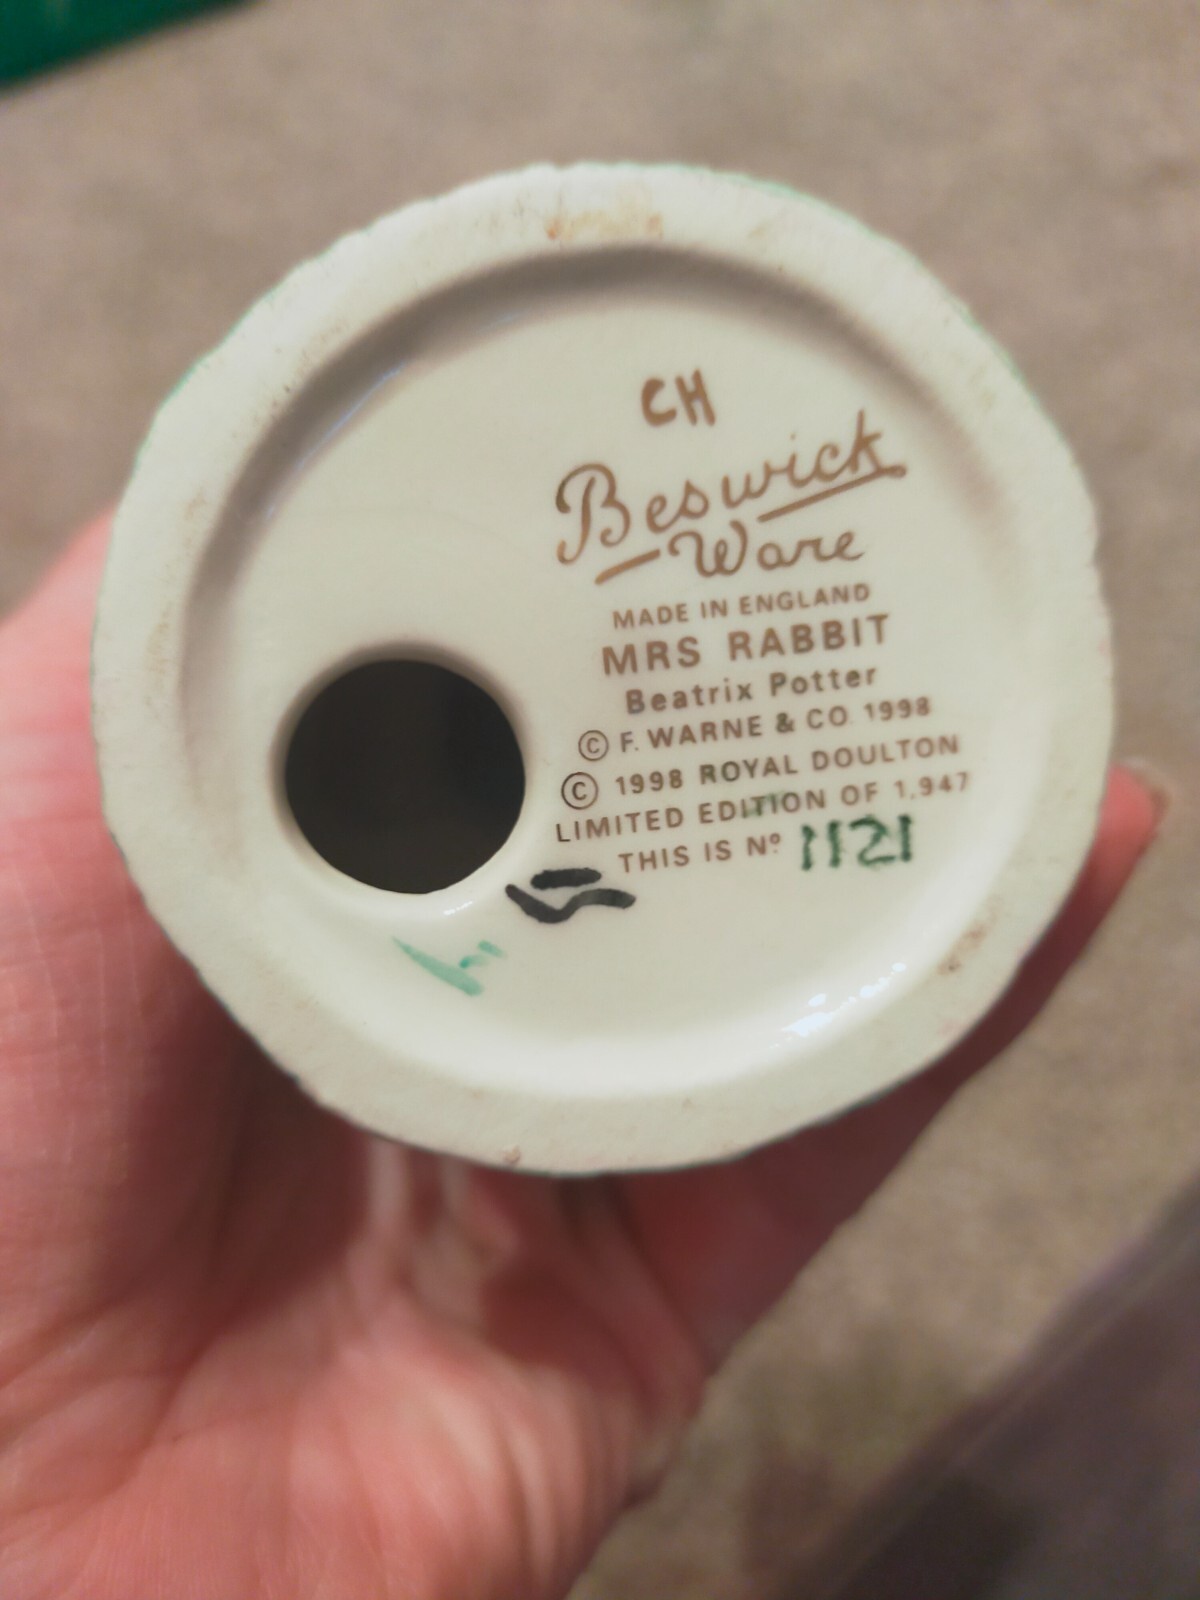 CH
Beswick
Ware
MADE IN ENGLAND
MRS RABBIT
Beatrix Potter
© F. WARNE & CO. 1998
© 1998 ROYAL DOULTON
LIMITED EDITION OF 1,947
THIS IS Nº 1121